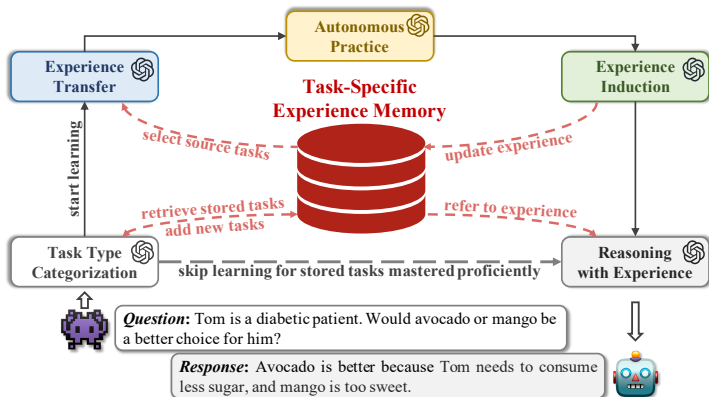 Autonomous
Practice
Experience
Transfer
Experience
Induction
Task-Specific
Experience Memory
select source tasks
update experience
start learning
retrieve stored tasks
add new tasks
refer to experience
Task Type
Categorization
skip learning for stored tasks mastered proficiently
Reasoning
with Experience
Question: Tom is a diabetic patient. Would avocado or mango be
a better choice for him?
Response: Avocado is better because Tom needs to consume
less sugar, and mango is too sweet.